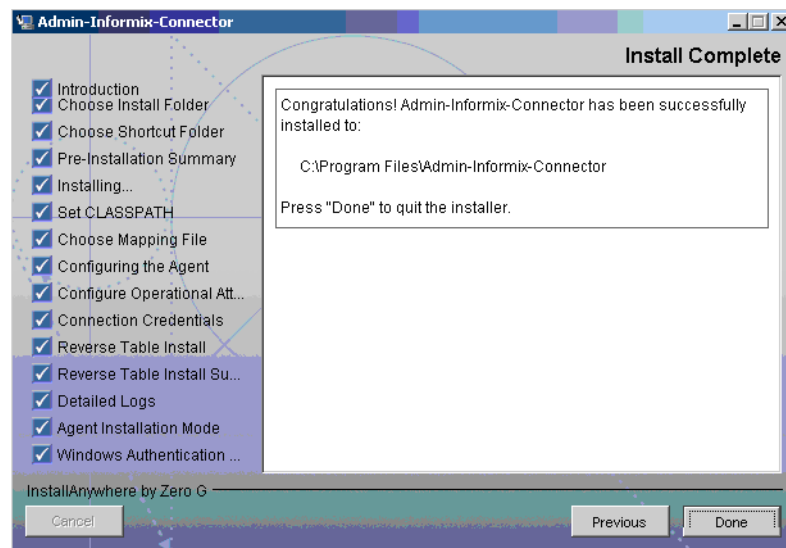 Admin-Informix-Connector
Install Complete
Introduction
Choose Install Folder
Choose Shortcut Folder
Pre-Installation Summary
Installing...
Set CLASSPATH
Choose Mapping File
Configuring the Agent
Configure Operational Att...
Connection Credentials
Reverse Table Install
Reverse Table Install Su...
Detailed Logs
Agent Installation Mode
Windows Authentication ...
Congratulations! Admin-Informix-Connector has been successfully
installed to:
C:\Program Files\Admin-Informix-Connector
Press "Done" to quit the installer.
InstallAnywhere by Zero G
Cancel
Previous
Done